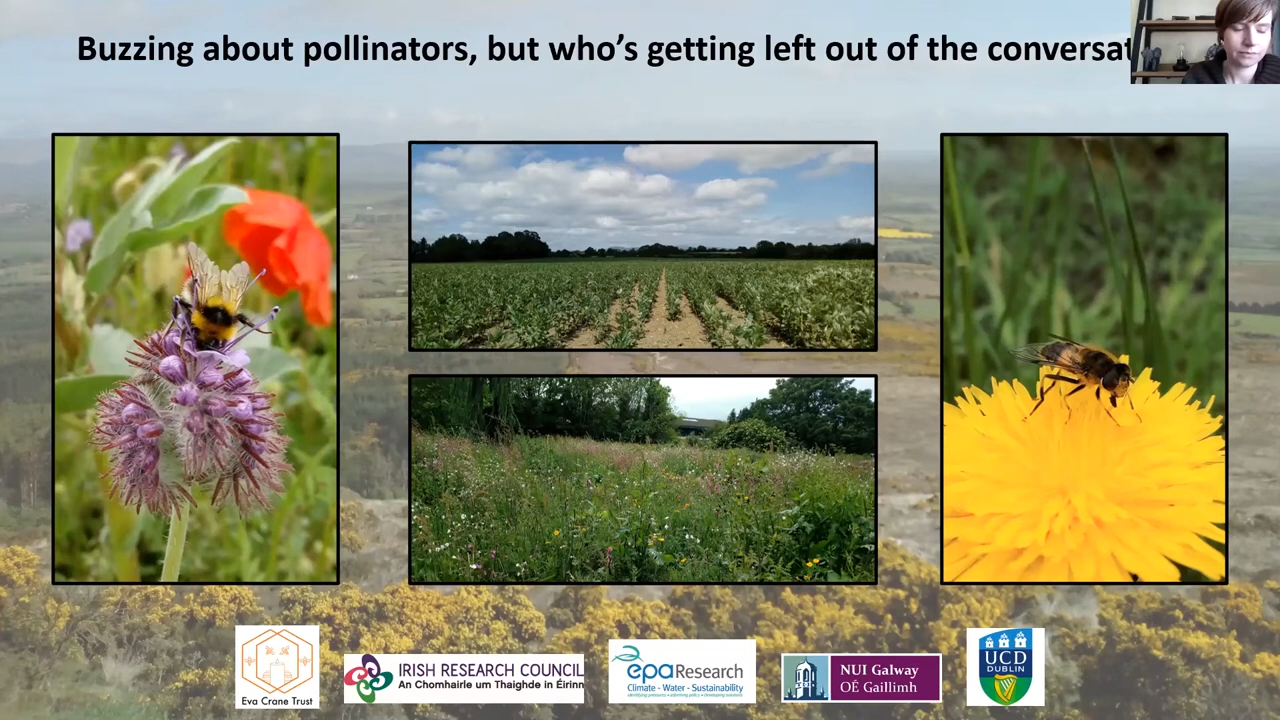 Buzzing about pollinators, but who's getting left out of the conversat
Eva Crane Trust
IRISH RESEARCH COUNCIL
An Chomhairle um Thaighde in Éirinn
epaResearch
Climate - Water - Sustainability
NUI Galway
OÉ Gaillimh
UCD
DUBLIN